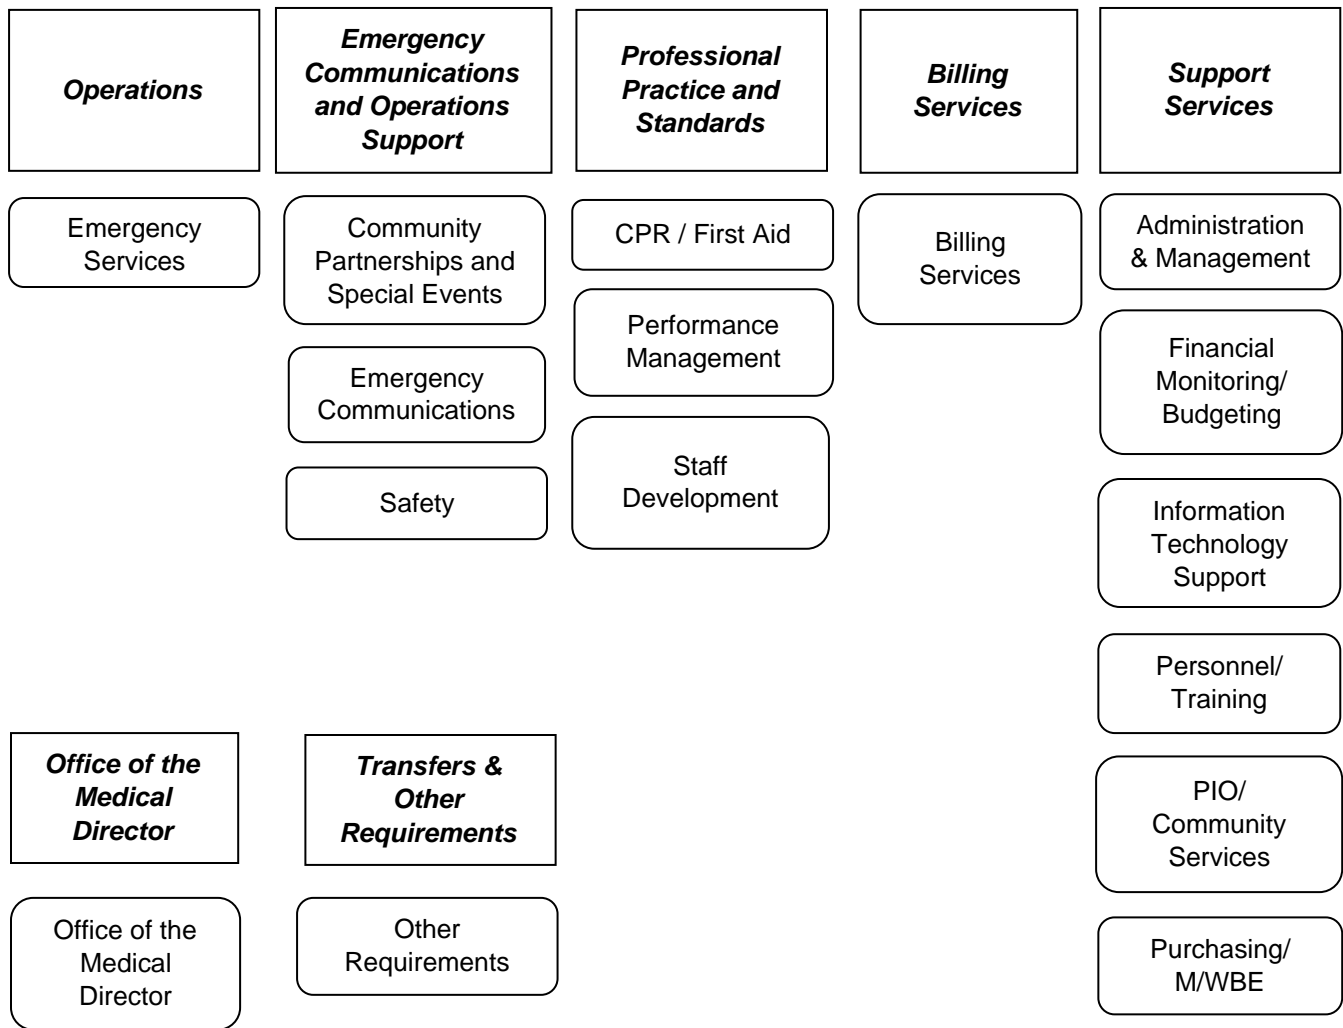 Operations
Emergency
Communications
and Operations
Support
Professional
Practice and
Standards
Billing
Services
Support
Services
Emergency
Services
Community
Partnerships and
Special Events
Emergency
Communications
Safety
CPR / First Aid
Performance
Management
Staff
Development
Billing
Services
Administration
& Management
Financial
Monitoring/
Budgeting
Information
Technology
Support
Personnel/
Training
PIO/
Community
Services
Purchasing/
M/WBE
Office of the
Medical
Director
Office of the
Medical
Director
Transfers &
Other
Requirements
Other
Requirements